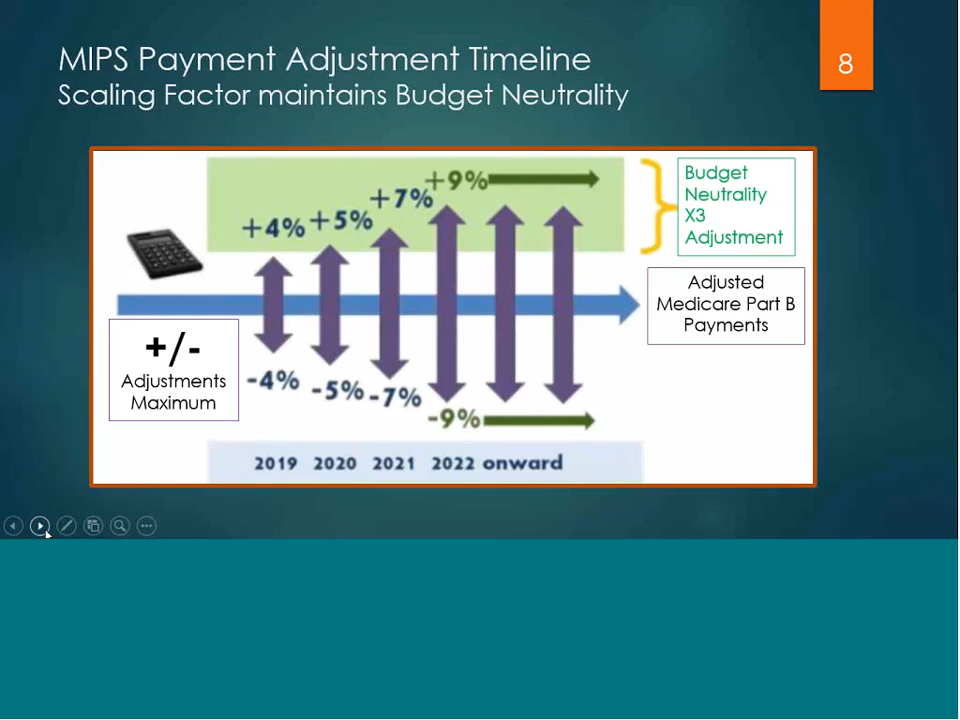 MIPS Payment Adjustment Timeline
Scaling Factor maintains Budget Neutrality
8
+9%
+7%
+5%
+4%
Budget
Neutrality
X3
Adjustment
Adjusted
Medicare Part B
Payments
+/-
Adjustments
Maximum
-4%
-5%
-7%
-9%
2019 2020 2021 2022 onward